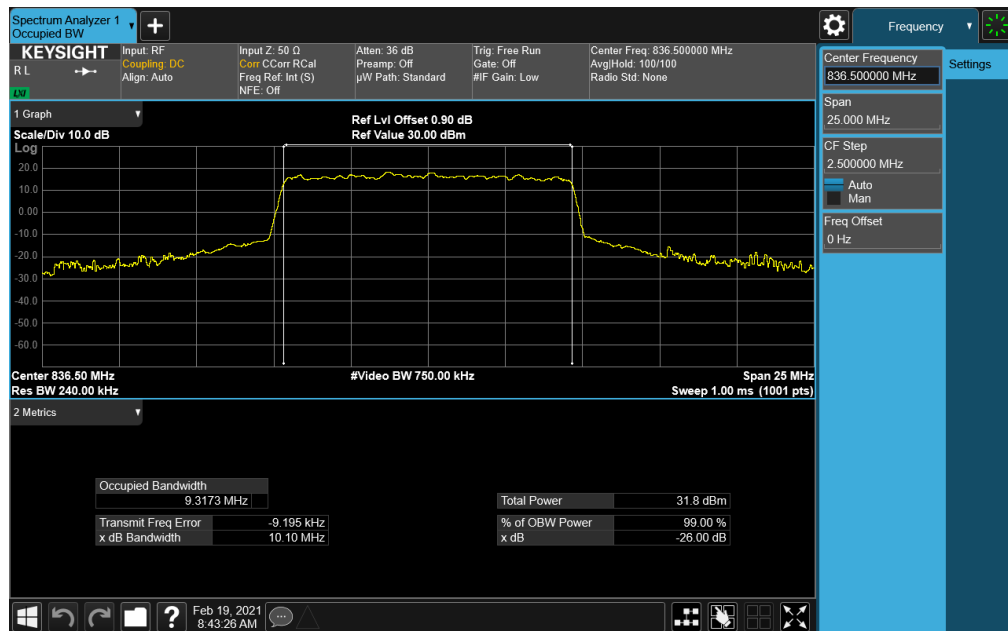 Spectrum Analyzer 1
Occupied BW
Frequency
KEYSIGHT
R L
LXI
Input: RF
Coupling: DC
Align: Auto
Input Z: 50 Ω
Corr CCorr RCal
Freq Ref: Int (S)
NFE: Off
Atten: 36 dB
Preamp: Off
µW Path: Standard
Trig: Free Run
Gate: Off
#IF Gain: Low
Center Freq: 836.500000 MHz
Avg|Hold: 100/100
Radio Std: None
Center Frequency
836.500000 MHz
Settings
Span
25.000 MHz
CF Step
2.500000 MHz
Auto
Man
Freq Offset
0 Hz
1 Graph
Scale/Div 10.0 dB
Ref Lvl Offset 0.90 dB
Ref Value 30.00 dBm
Log
20.0
10.0
0.00
-10.0
-20.0
-30.0
-40.0
-50.0
-60.0
Center 836.50 MHz
#Video BW 750.00 kHz
Span 25 MHz
Res BW 240.00 kHz
Sweep 1.00 ms (1001 pts)
2 Metrics
Occupied Bandwidth
9.3173 MHz
Total Power 31.8 dBm
Transmit Freq Error -9.195 kHz
% of OBW Power 99.00 %
x dB Bandwidth 10.10 MHz
x dB -26.00 dB
?
Feb 19, 2021
8:43:26 AM